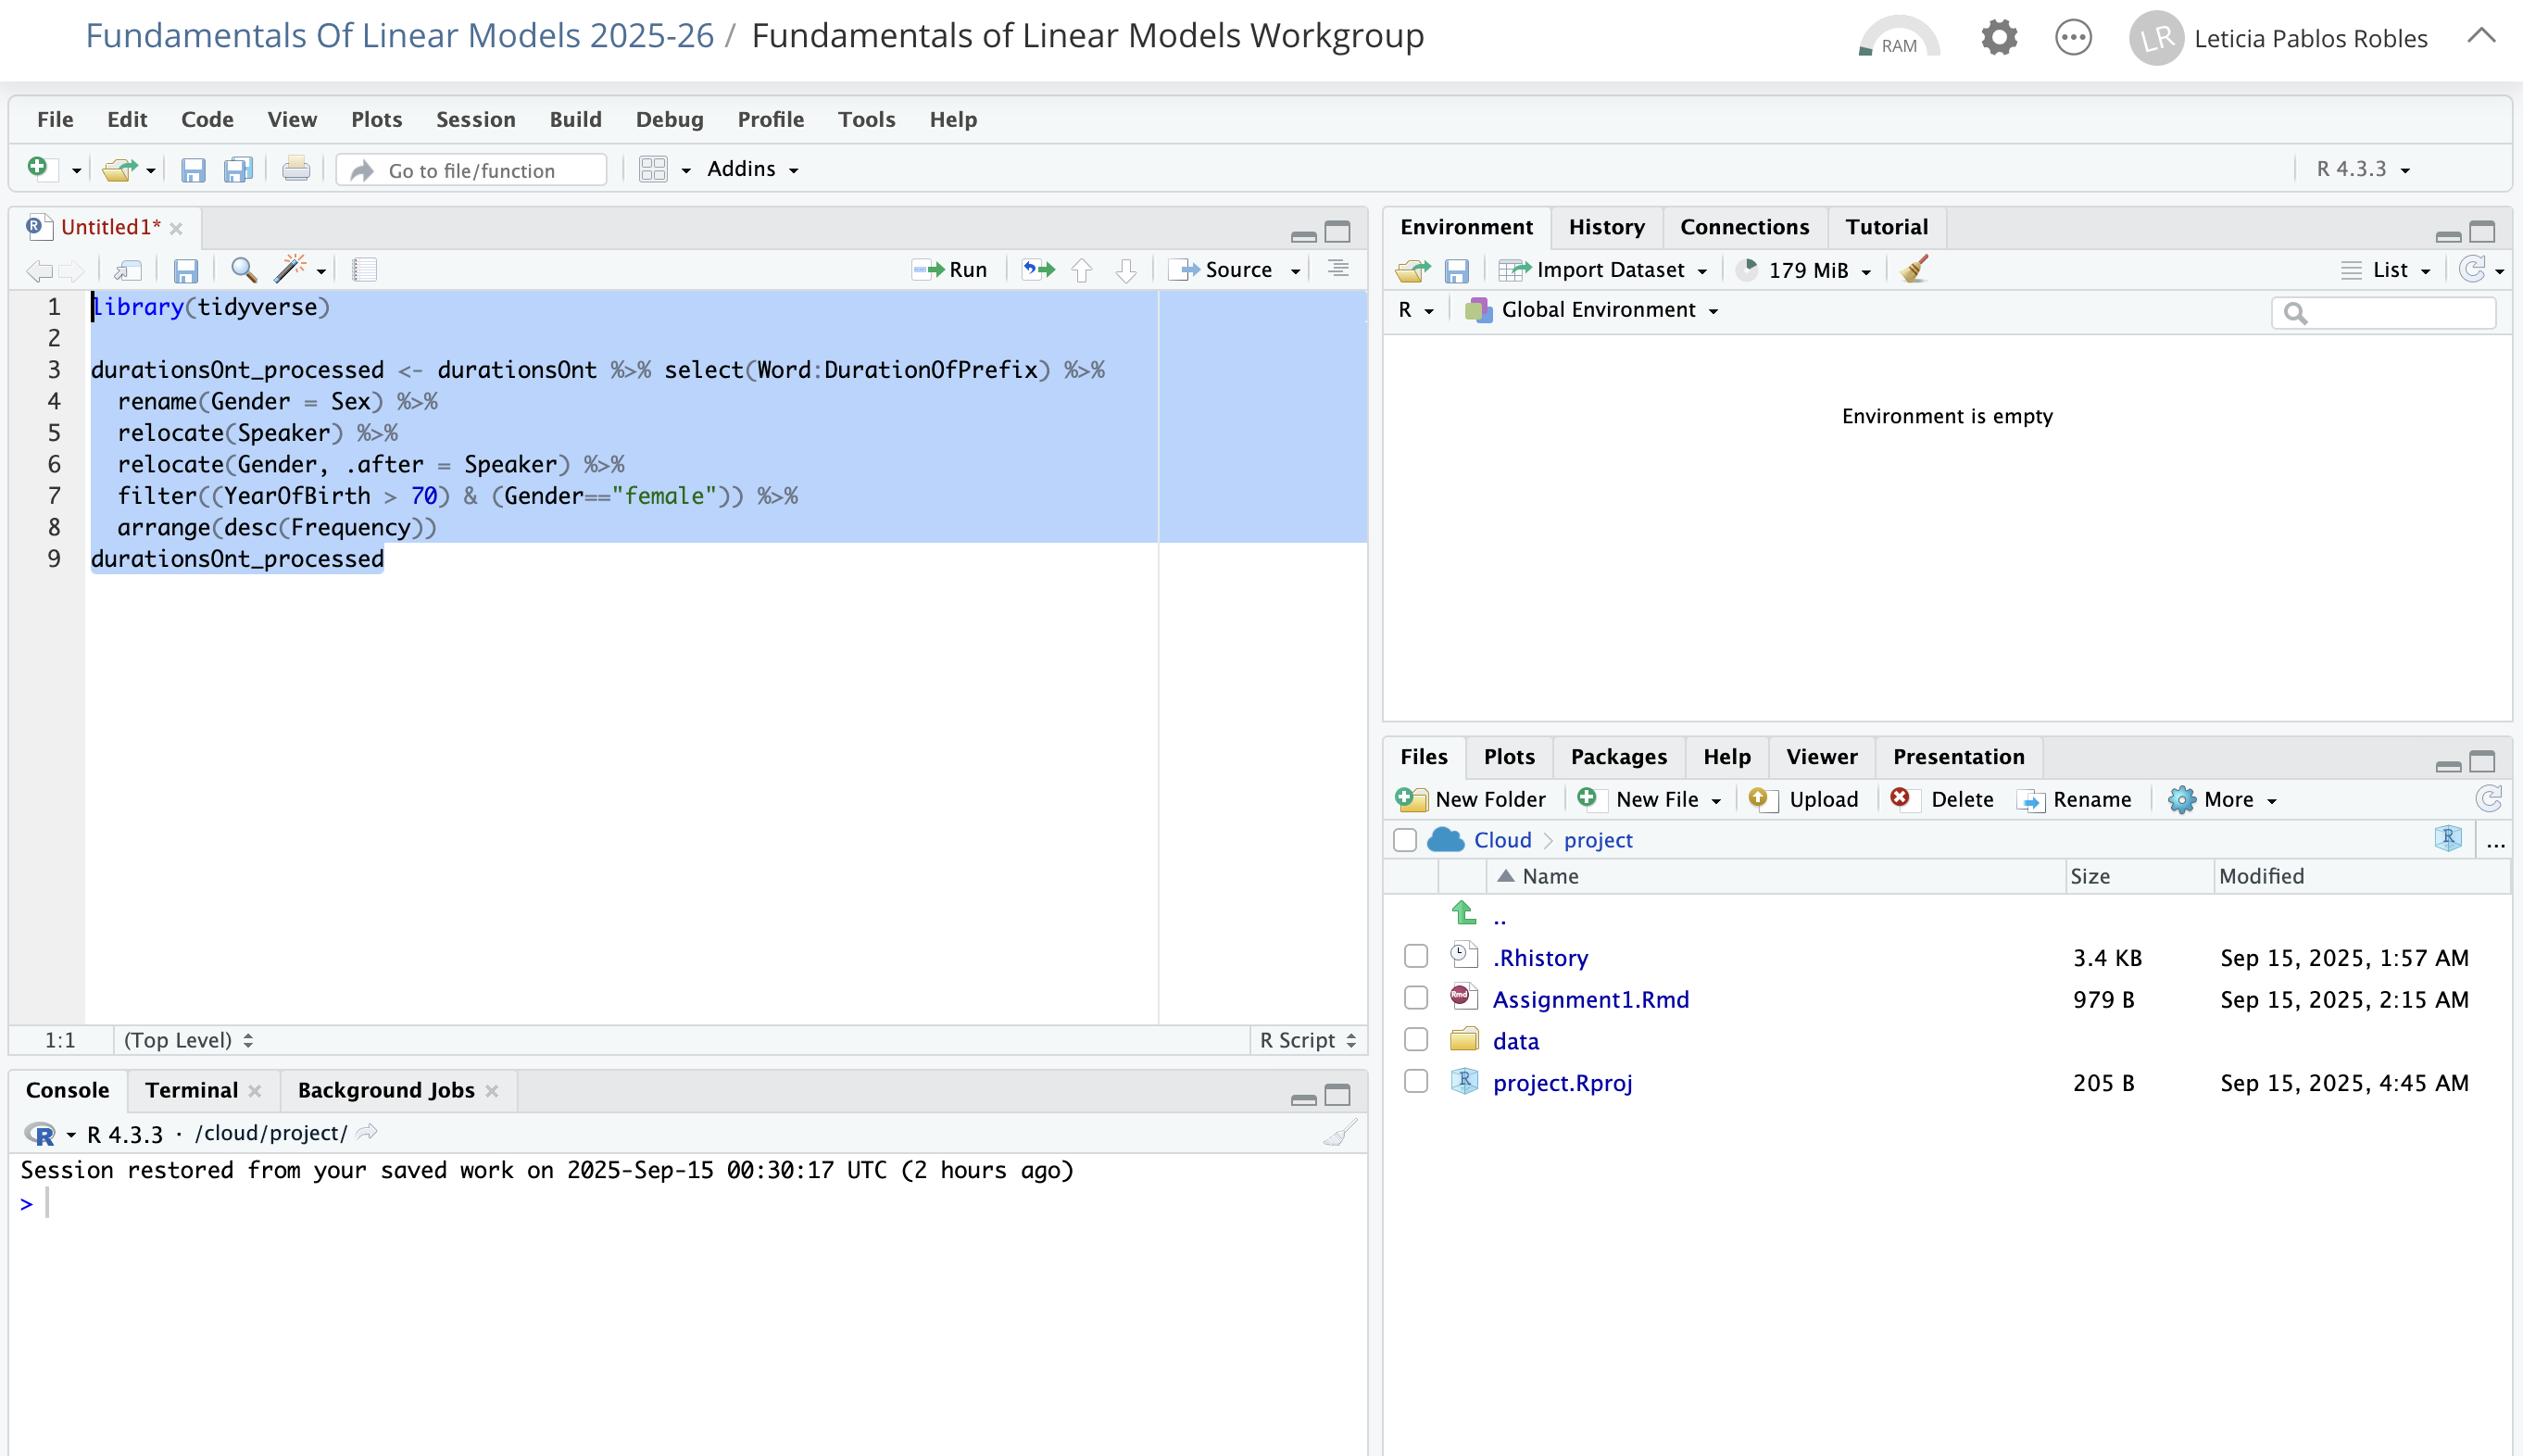 Fundamentals Of Linear Models 2025-26 / Fundamentals of Linear Models Workgroup
RAM
LR
Leticia Pablos Robles
File Edit Code View Plots Session Build Debug Profile Tools Help
Go to file/function
Addins
R 4.3.3
Untitled1*
Run
Source
1 library(tidyverse)
2
3 durationsOnt_processed <- durationsOnt %>% select(Word:DurationOfPrefix) %>%
4 rename(Gender = Sex) %>%
5 relocate(Speaker) %>%
6 relocate(Gender, .after = Speaker) %>%
7 filter((YearOfBirth > 70) & (Gender=="female")) %>%
8 arrange(desc(Frequency))
9 durationsOnt_processed
1:1 (Top Level) R Script
Console Terminal Background Jobs
R 4.3.3 · /cloud/project/
Session restored from your saved work on 2025-Sep-15 00:30:17 UTC (2 hours ago)
>
Environment History Connections Tutorial
Import Dataset 179 MiB List
R Global Environment
Environment is empty
Files Plots Packages Help Viewer Presentation
New Folder New File Upload Delete Rename More
Cloud project R ...
Name Size Modified
..
.Rhistory 3.4 KB Sep 15, 2025, 1:57 AM
Rmd Assignment1.Rmd 979 B Sep 15, 2025, 2:15 AM
data
R project.Rproj 205 B Sep 15, 2025, 4:45 AM